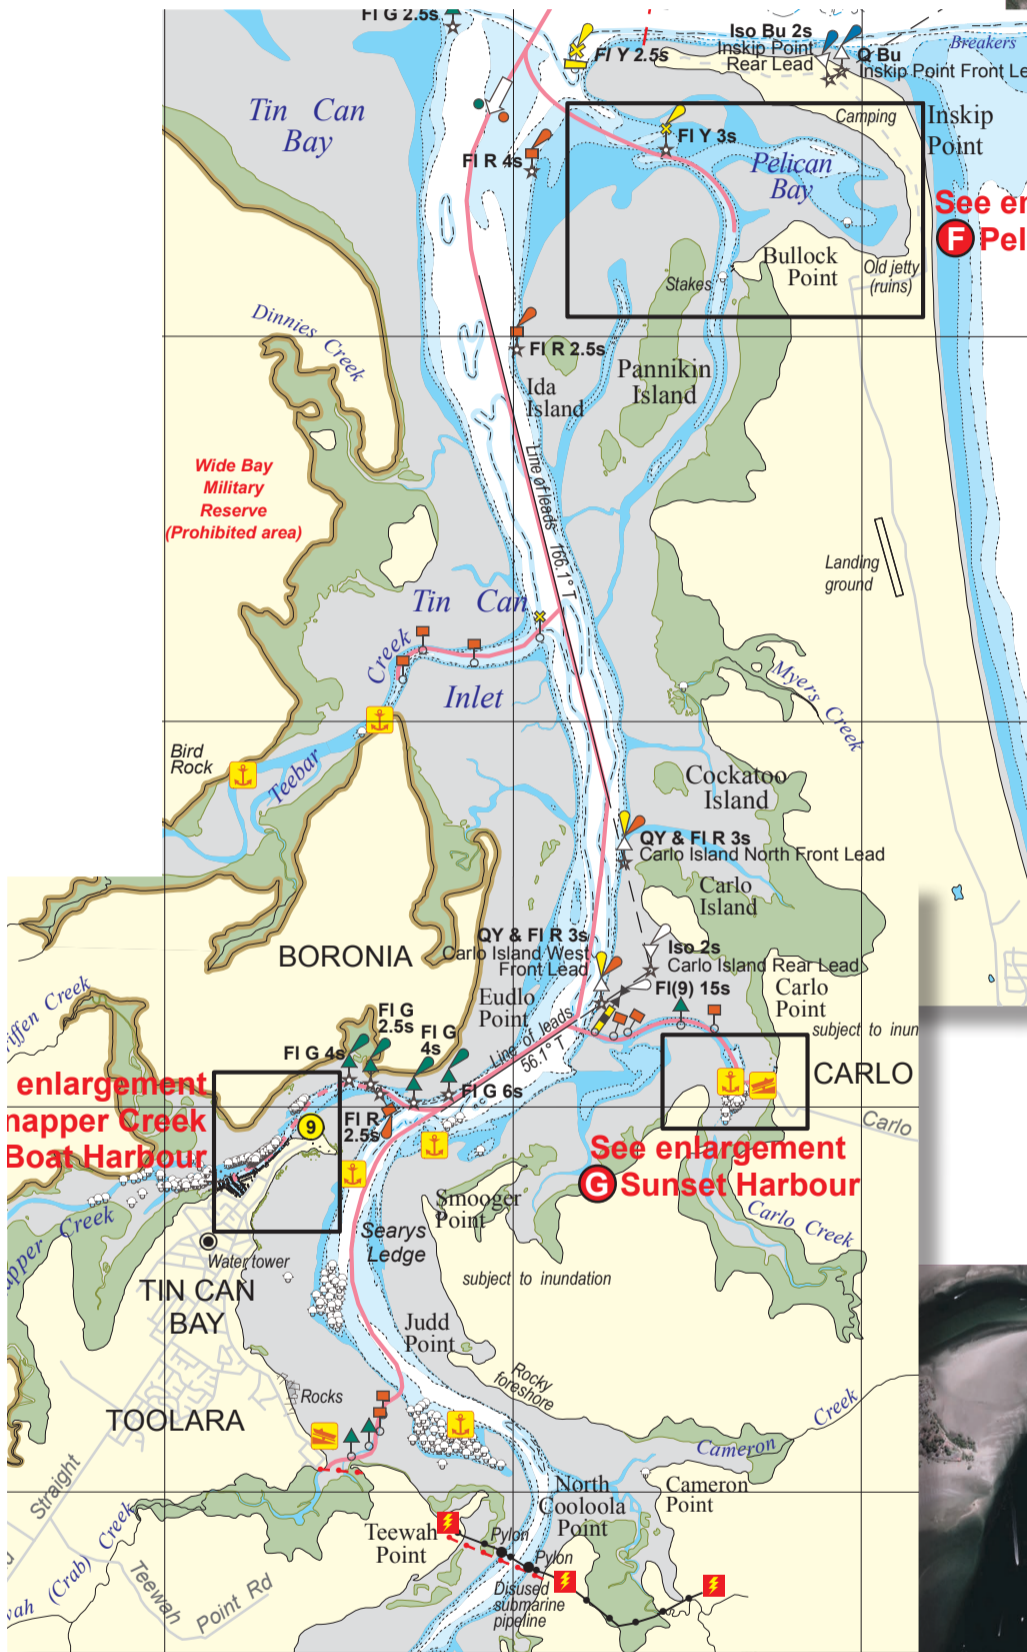 Fl G 2.5s
Fl Y 2.5s
Iso Bu 2s
Inskip Point
Rear Lead
Q Bu
Inskip Point Front Le
Breakers
Tin Can
Bay
Fl R 4s
Fl Y 3s
Camping
Inskip
Point
Pelican
Bay
See en
F Pel
Bullock
Point
Old jetty
(ruins)
Stakes
Dinnies Creek
Fl R 2.5s
Ida
Island
Pannikin
Island
Line of leads 166.1° T
Wide Bay
Military
Reserve
(Prohibited area)
Landing
ground
Tin Can
Inlet
Teebar Creek
Myers Creek
Bird
Rock
Cockatoo
Island
QY & Fl R 3s
Carlo Island North Front Lead
Carlo
Island
BORONIA
QY & Fl R 3s
Carlo Island West
Front Lead
Iso 2s
Carlo Island Rear Lead
Fl(9) 15s
Carlo
Point
subject to inun
Eudlo
Point
Line of leads
56.1° T
iffen Creek
Fl G
2.5s
Fl G
4s
Fl G 4s
Fl G 6s
Fl R
2.5s
CARLO
Carlo
enlargement
napper Creek
Boat Harbour
9
See enlargement
G Sunset Harbour
apper Creek
Smooger
Point
Carlo Creek
Searys
Ledge
Water tower
subject to inundation
TIN CAN
BAY
Judd
Point
Rocky
foreshore
Rocks
TOOLARA
Cameron Creek
Straight
North
Cooloola
Point
Cameron
Point
Teewah
Point
Pylon
Pylon
Disused
submarine
pipeline
wah (Crab) Creek
Teewah Point Rd